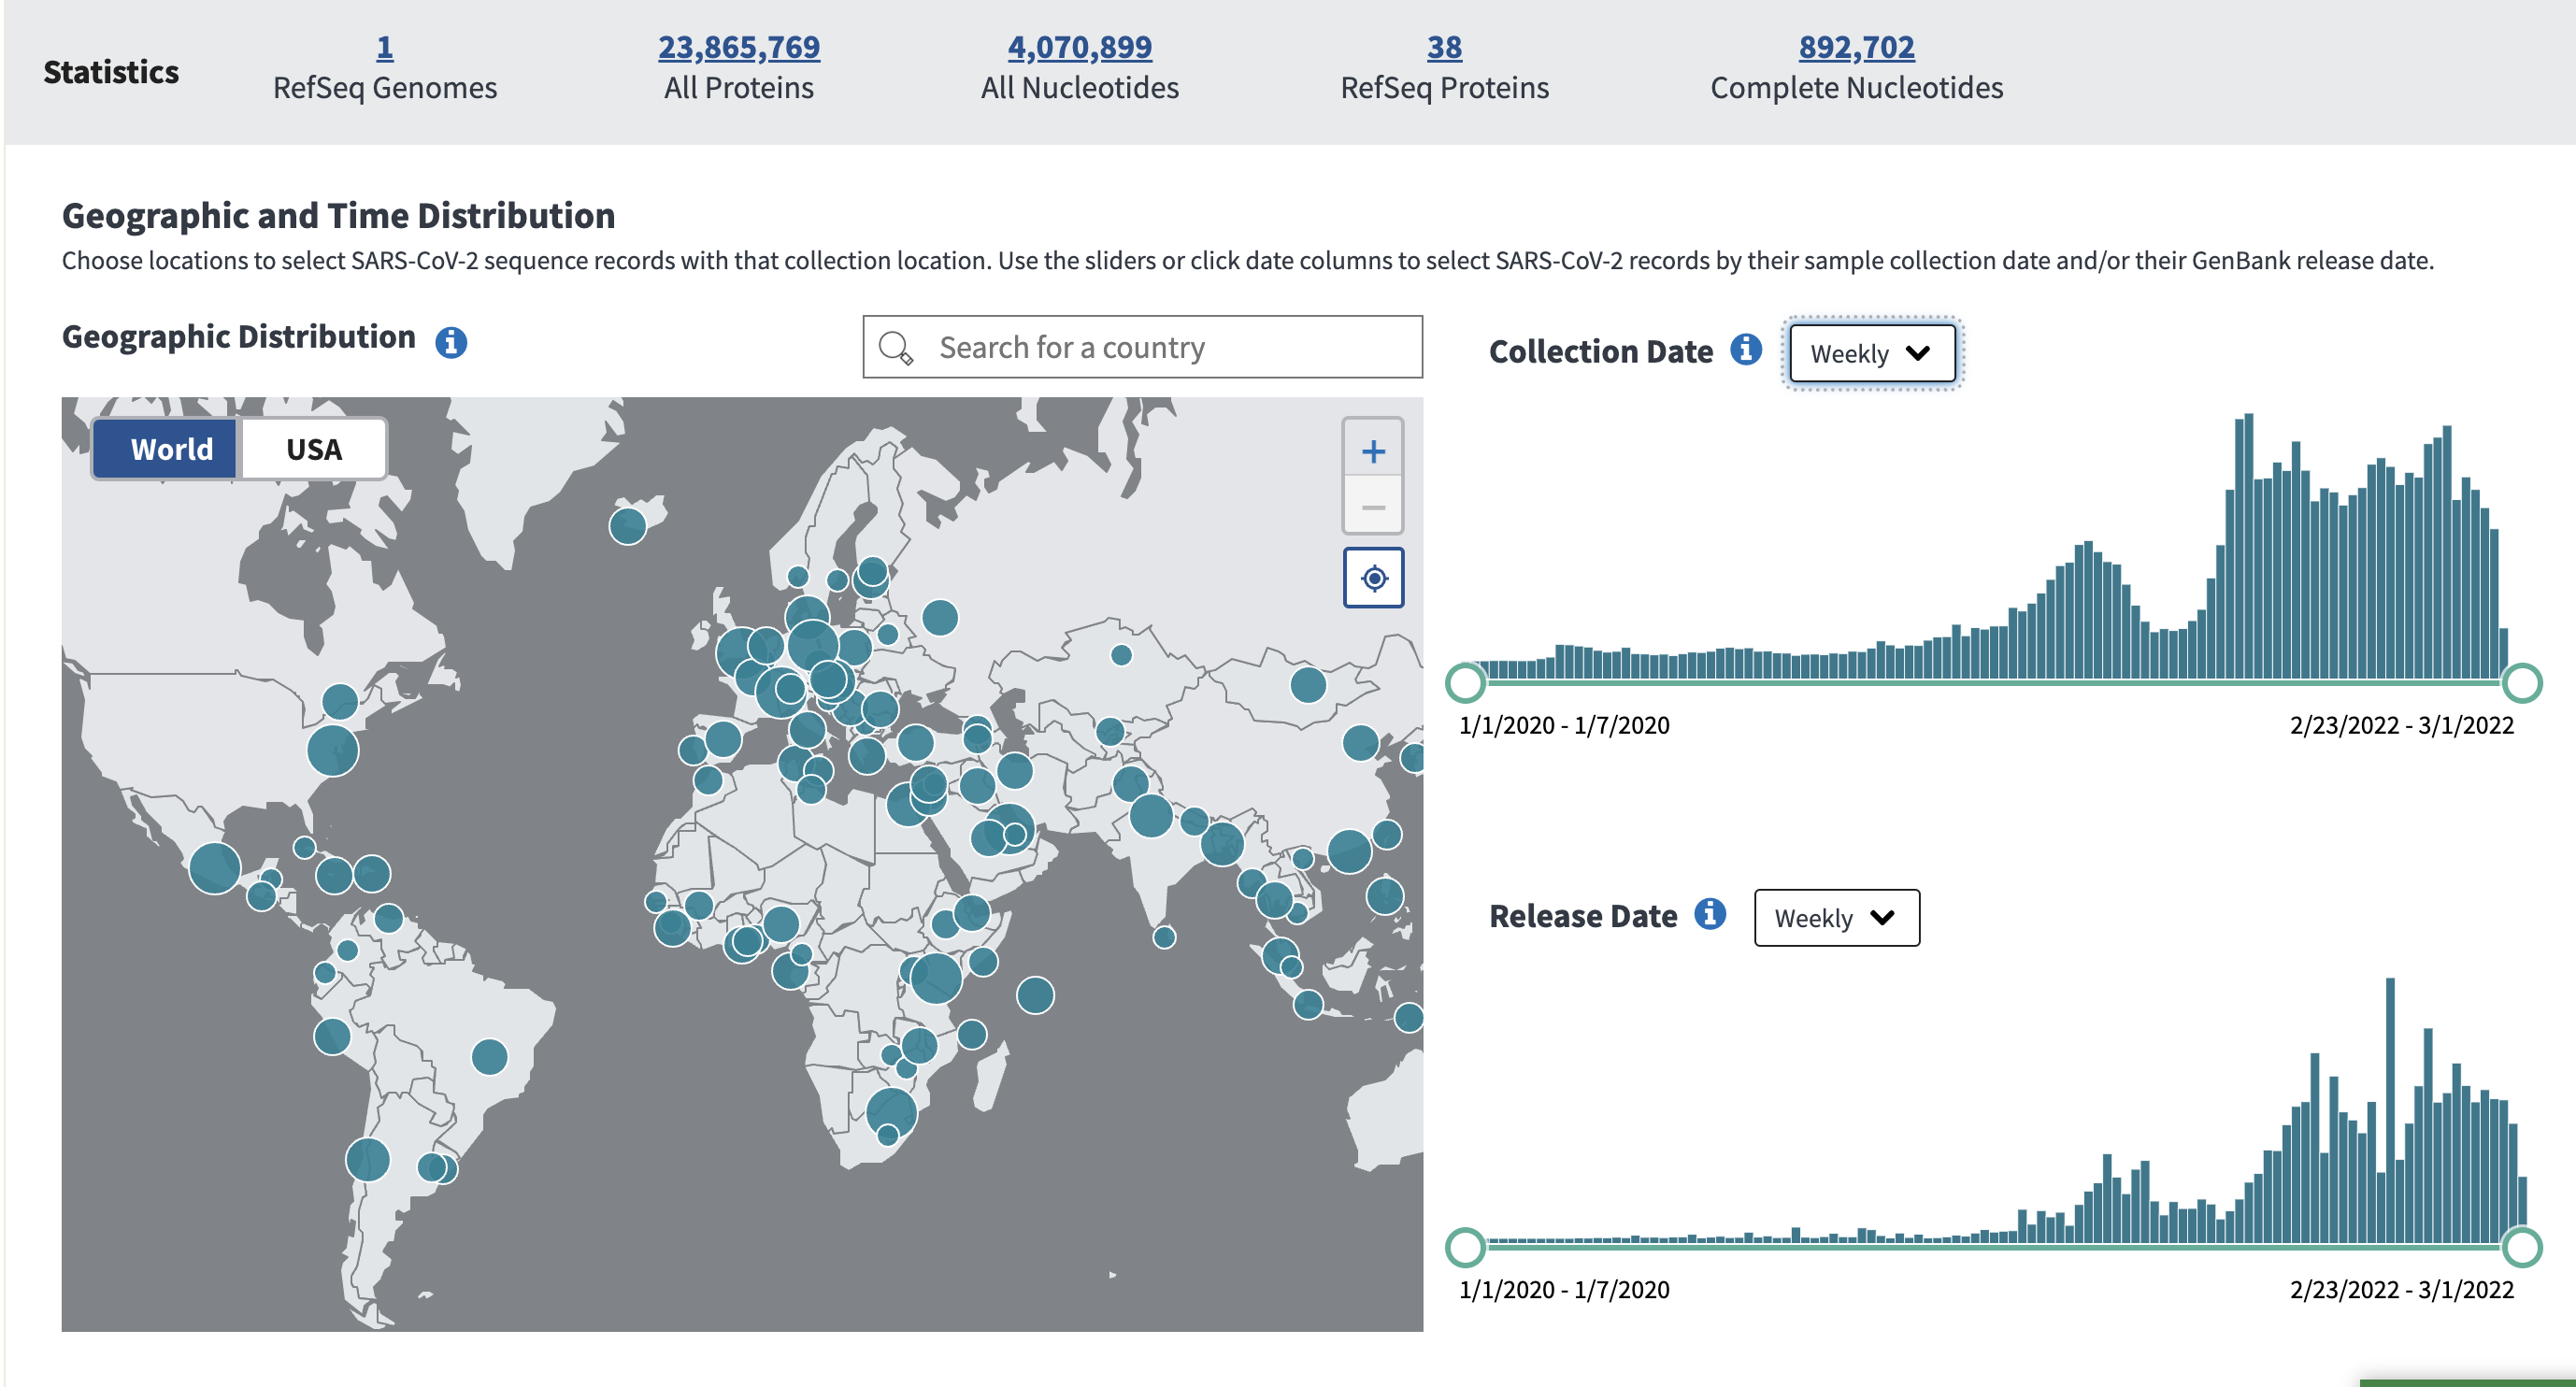 Statistics
1
RefSeq Genomes
23,865,769
All Proteins
4,070,899
All Nucleotides
38
RefSeq Proteins
892,702
Complete Nucleotides
Geographic and Time Distribution
Choose locations to select SARS-CoV-2 sequence records with that collection location. Use the sliders or click date columns to select SARS-CoV-2 records by their sample collection date and/or their GenBank release date.
Geographic Distribution i
Search for a country
World
USA
+
−
Collection Date i
Weekly
1/1/2020 - 1/7/2020
2/23/2022 - 3/1/2022
Release Date i
Weekly
1/1/2020 - 1/7/2020
2/23/2022 - 3/1/2022